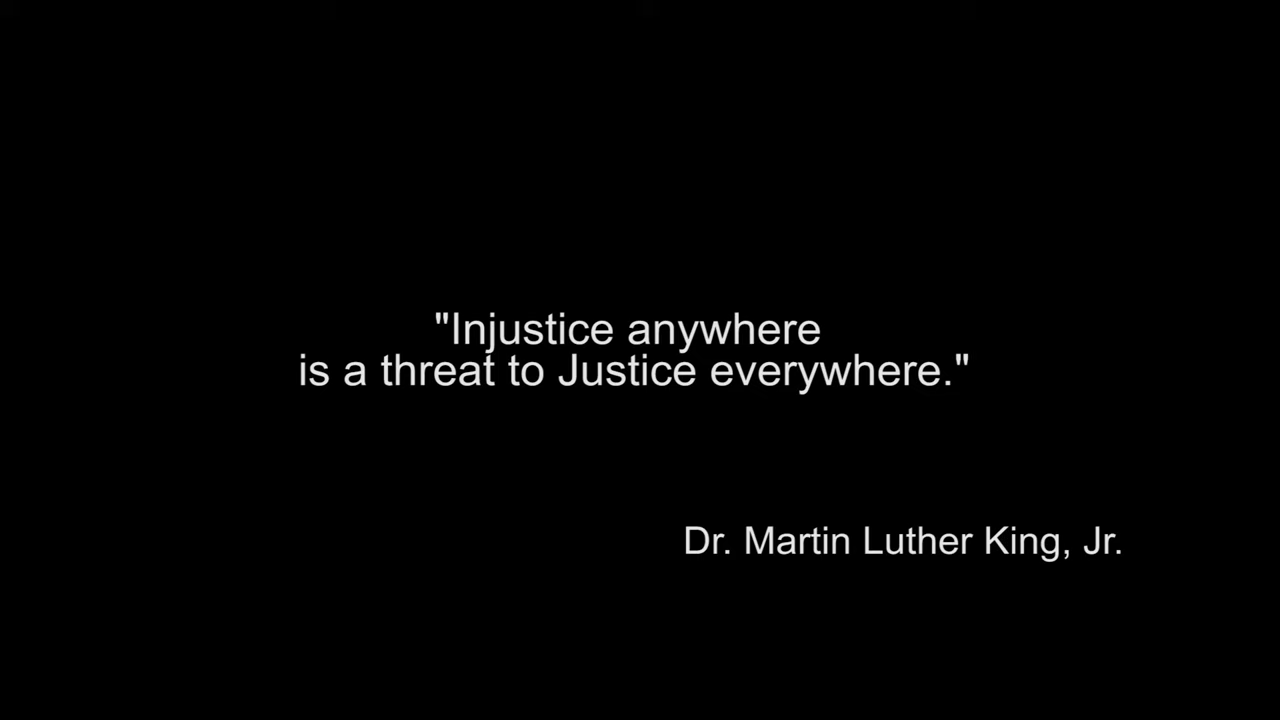 "Injustice anywhere
is a threat to Justice everywhere."
Dr. Martin Luther King, Jr.